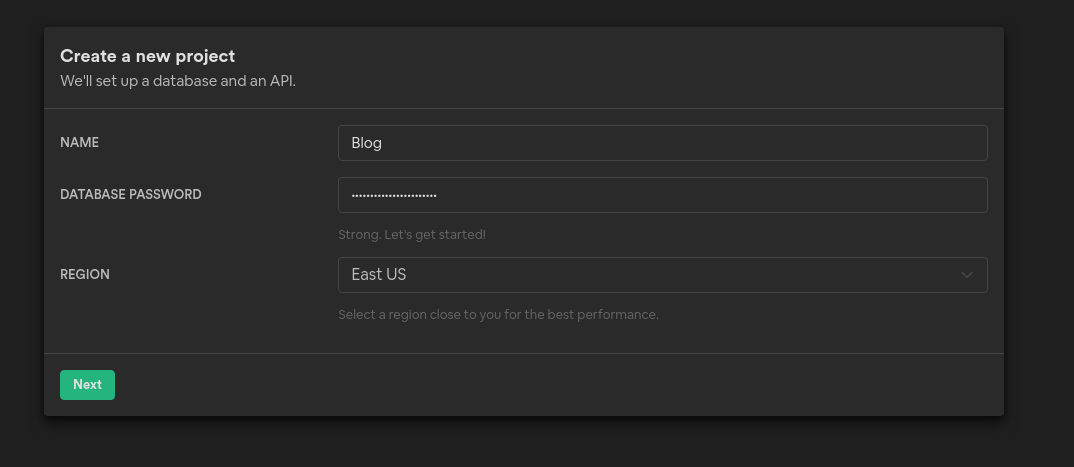 Create a new project
We'll set up a database and an API.
NAME
Blog
DATABASE PASSWORD
•••••••••••••••••••••••
Strong. Let's get started!
REGION
East US
Select a region close to you for the best performance.
Next